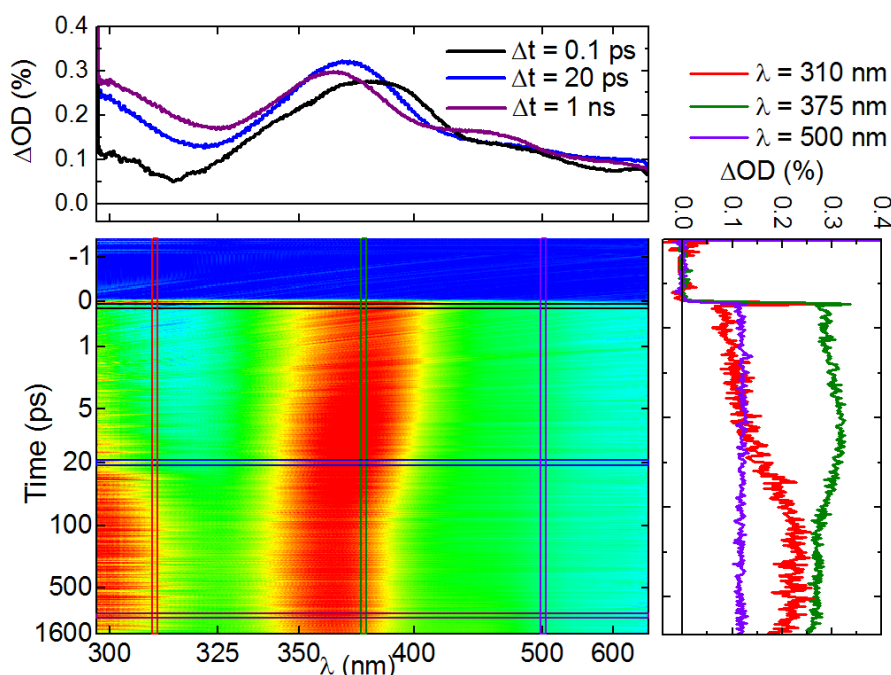 0.4
0.3
0.2
0.1
0.0
ΔOD (%)
Δt = 0.1 ps
Δt = 20 ps
Δt = 1 ns
λ = 310 nm
λ = 375 nm
λ = 500 nm
ΔOD (%)
0.0 0.1 0.2 0.3 0.4
-1
0
1
5
20
100
500
1600
Time (ps)
300 325 350 400 500 600
λ (nm)